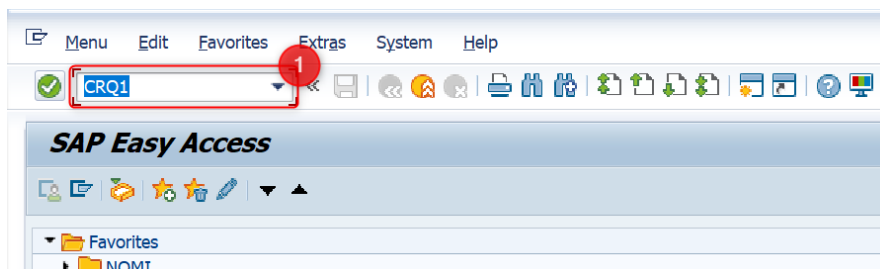 Menu Edit Favorites Extras System Help
1
CRQ1
SAP Easy Access
Favorites
NOMI